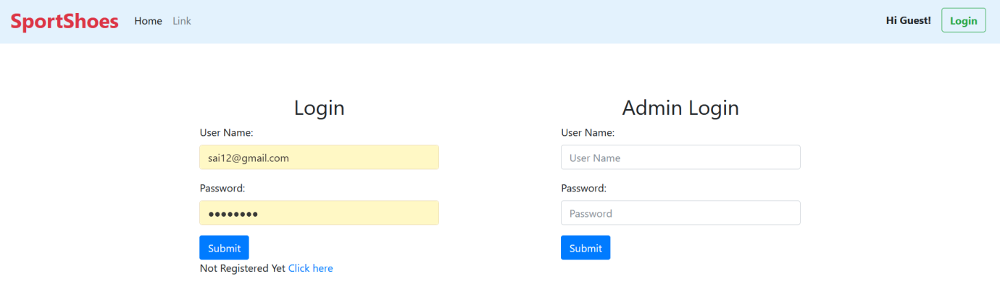 SportShoes Home Link Hi Guest! Login
Login
User Name:
sai12@gmail.com
Password:
●●●●●●●●
Submit
Not Registered Yet Click here
Admin Login
User Name:
User Name
Password:
Password
Submit